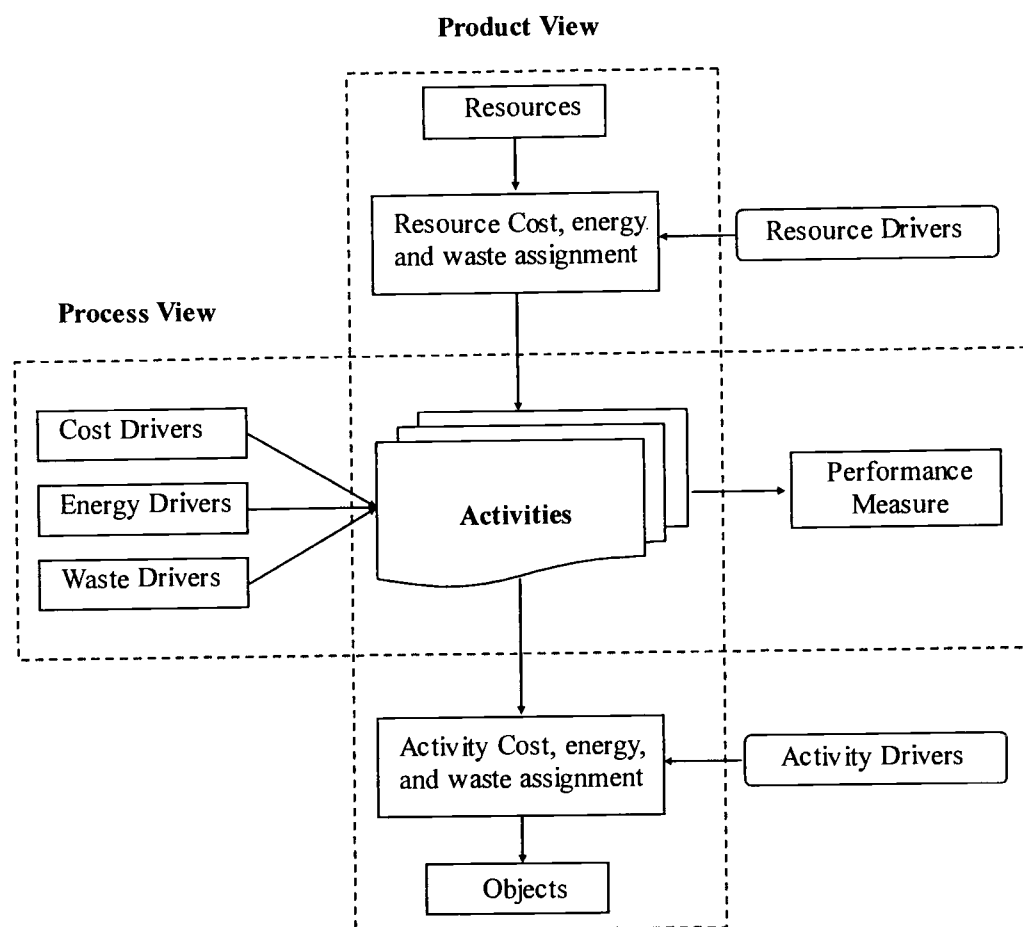 Product View
Resources
Resource Cost, energy
and waste assignment
Resource Drivers
Process View
Cost Drivers
Energy Drivers
Waste Drivers
Activities
Performance
Measure
Activity Cost, energy,
and waste assignment
Activity Drivers
Objects